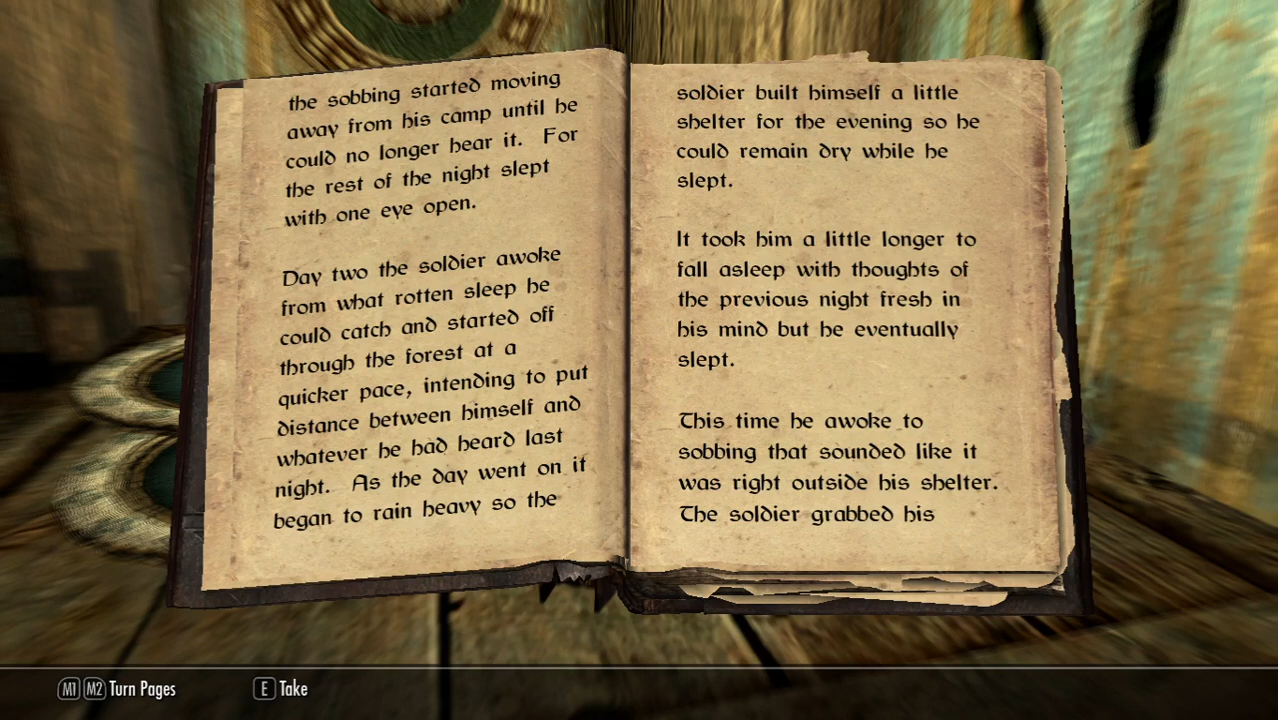 the sobbing started moving
away from his camp until he
could no longer hear it. For
the rest of the night slept
with one eye open.
Day two the soldier awoke
from what rotten sleep he
could catch and started off
through the forest at a
quicker pace, intending to put
distance between himself and
whatever he had heard last
night. As the day went on it
began to rain heavy so the
soldier built himself a little
shelter for the evening so he
could remain dry while he
slept.
It took him a little longer to
fall asleep with thoughts of
the previous night fresh in
his mind but he eventually
slept.
This time he awoke to
sobbing that sounded like it
was right outside his shelter.
The soldier grabbed his
M1 M2 Turn Pages E Take